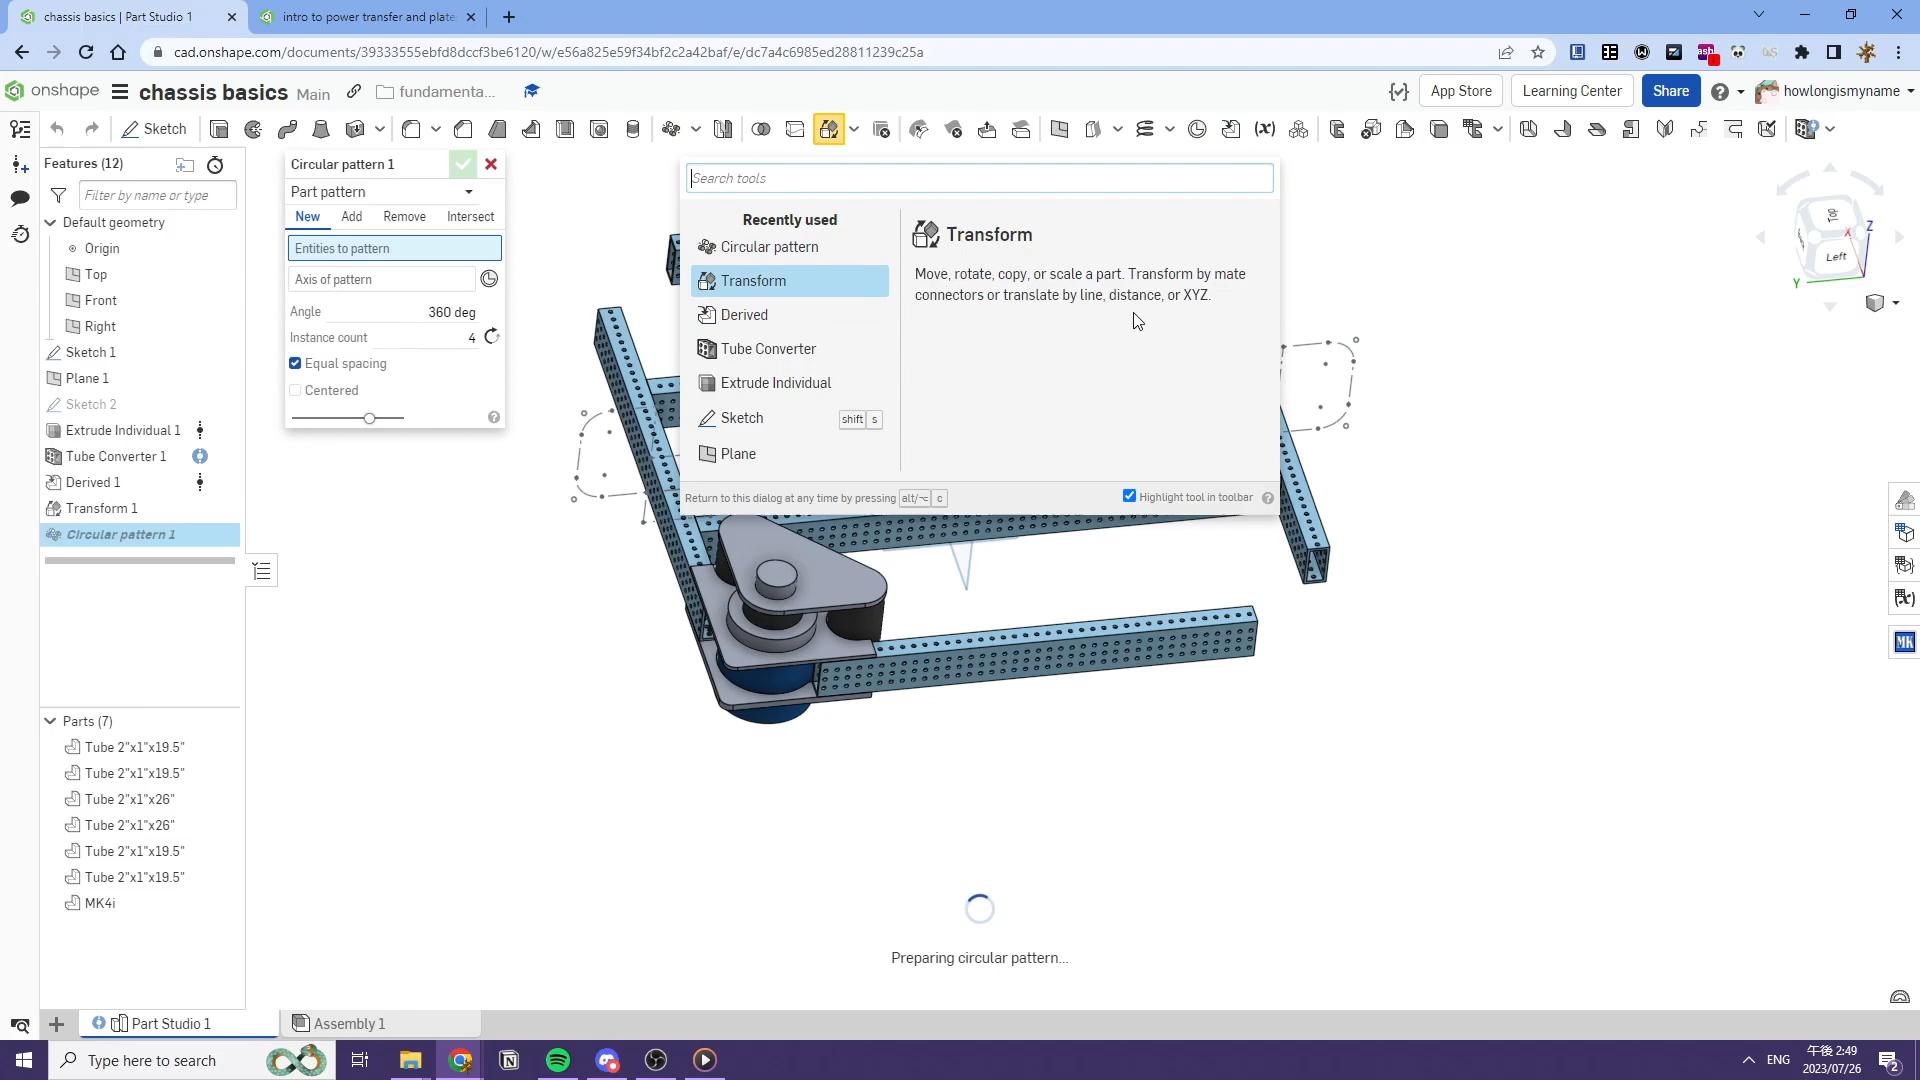 chassis basics | Part Studio 1
intro to power transfer and plate
cad.onshape.com/documents/39333555ebfd8dccf3be6120/w/e56a825e59f34bf2c2a42baf/e/dc7a4c6985ed28811239c25a
onshape
chassis basics Main
fundamenta...
App Store
Learning Center
Share
howlongismyname
Sketch
(x)
Features (12)
Filter by name or type
Default geometry
Origin
Top
Front
Right
Sketch 1
Plane 1
Sketch 2
Extrude Individual 1
Tube Converter 1
Derived 1
Transform 1
Circular pattern 1
Parts (7)
Tube 2"x1"x19.5"
Tube 2"x1"x19.5"
Tube 2"x1"x26"
Tube 2"x1"x26"
Tube 2"x1"x19.5"
Tube 2"x1"x19.5"
MK4i
Circular pattern 1
Part pattern
New Add Remove Intersect
Entities to pattern
Axis of pattern
Angle 360 deg
Instance count 4
Equal spacing
Centered
Search tools
Recently used
Circular pattern
Transform
Derived
Tube Converter
Extrude Individual
Sketch shift s
Plane
Transform
Move, rotate, copy, or scale a part. Transform by mate
connectors or translate by line, distance, or XYZ.
Return to this dialog at any time by pressing alt/⌥ c
Highlight tool in toolbar
Top
Left
X
Y
Z
MK
Preparing circular pattern...
Part Studio 1
Assembly 1
Type here to search
ENG
午後 2:49
2023/07/26
2